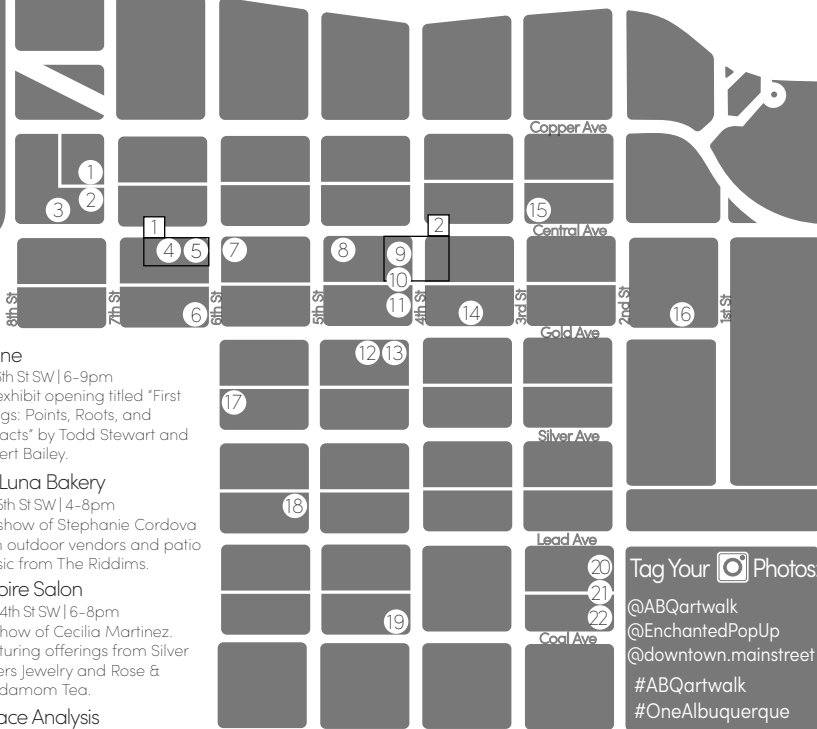 Copper Ave
1
2
3
15
1
2
Central Ave
4
5
7
8
9
10
11
6
14
16
8th St
7th St
6th St
5th St
4th St
3rd St
2nd St
1st St
Gold Ave
12
13
17
Silver Ave
18
Lead Ave
20
21
22
19
Coal Ave
ne
th St SW | 6-9pm
exhibit opening titled “First
gs: Points, Roots, and
acts” by Todd Stewart and
ert Bailey.
Luna Bakery
5th St SW | 4-8pm
show of Stephanie Cordova
outdoor vendors and patio
sic from The Riddims.
oire Salon
4th St SW | 6-8pm
how of Cecilia Martinez.
turing offerings from Silver
ers Jewelry and Rose &
damom Tea.
ace Analysis
Tag Your Photos
@ABQartwalk
@EnchantedPopUp
@downtown.mainstreet
#ABQartwalk
#OneAlbuquerque